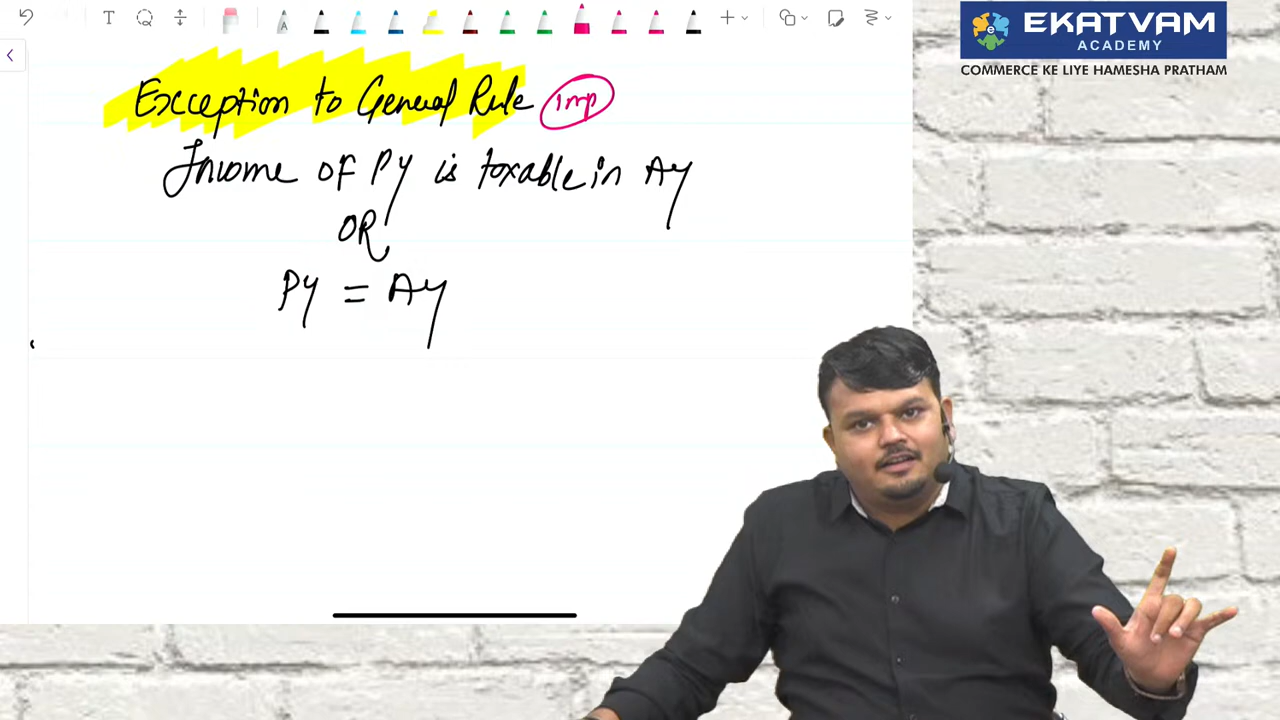 EKATVAM
ACADEMY
COMMERCE KE LIYE HAMESHA PRATHAM
Exception to General Rule imp
Income of PY is taxable in AY
OR
PY = AY